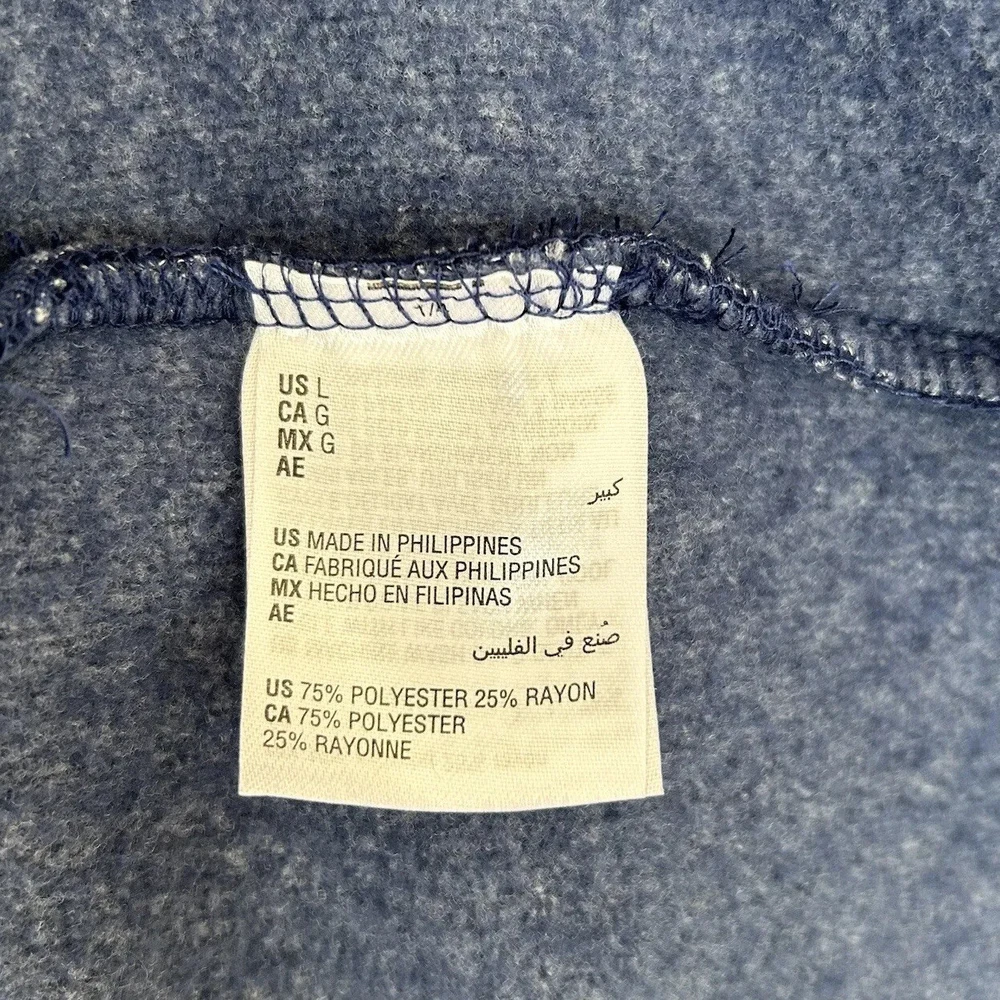 US L
CA G
MX G
AE
كبير
US MADE IN PHILIPPINES
CA FABRIQUÉ AUX PHILIPPINES
MX HECHO EN FILIPINAS
AE
صُنع في الفليبين
US 75% POLYESTER 25% RAYON
CA 75% POLYESTER
25% RAYONNE